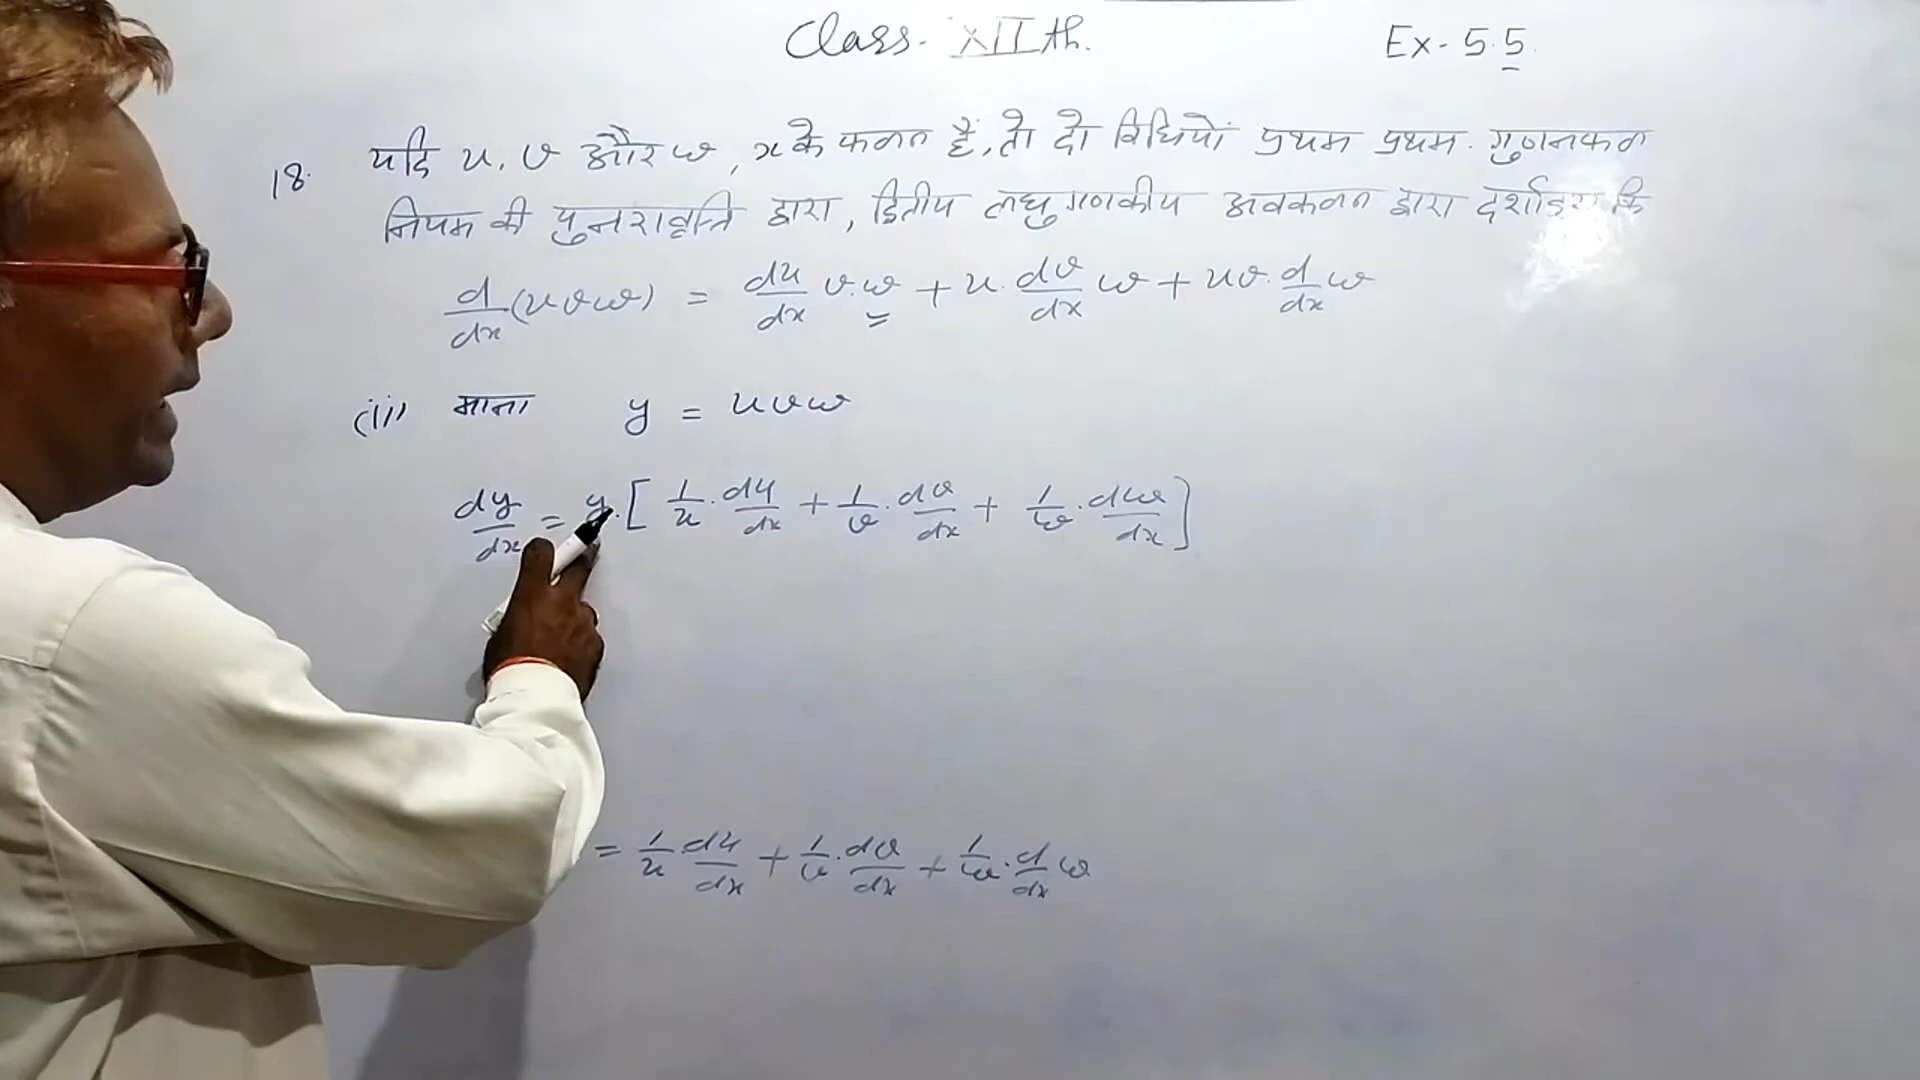 Class. XIIth. Ex- 5.5
18. यदि u, v और w, x के फलन हैं, तो दो विधियों प्रथम प्रथम. गुणनफल
नियम की पुनरावृत्ति द्वारा, द्वितीय लघुगणकीय अवकलन द्वारा दर्शाइए कि
d/dx (uvw) = du/dx v.w + u. dv/dx w + uv. d/dx w
(ii) माना y = uvw
dy/dx = y. [ 1/u . du/dx + 1/v . dv/dx + 1/w . dw/dx ]
= 1/u du/dx + 1/v . dv/dx + 1/w . d/dx w